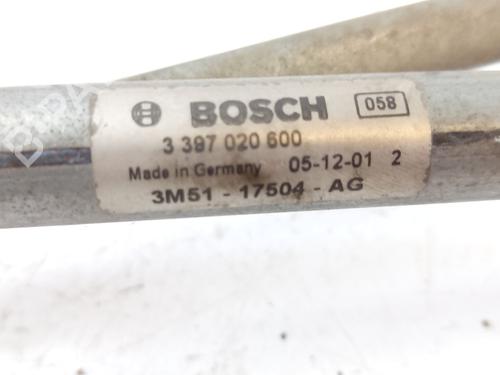 BOSCH 058
3 397 020 600
Made in Germany 05-12-01 2
3M51 - 17504 - AG